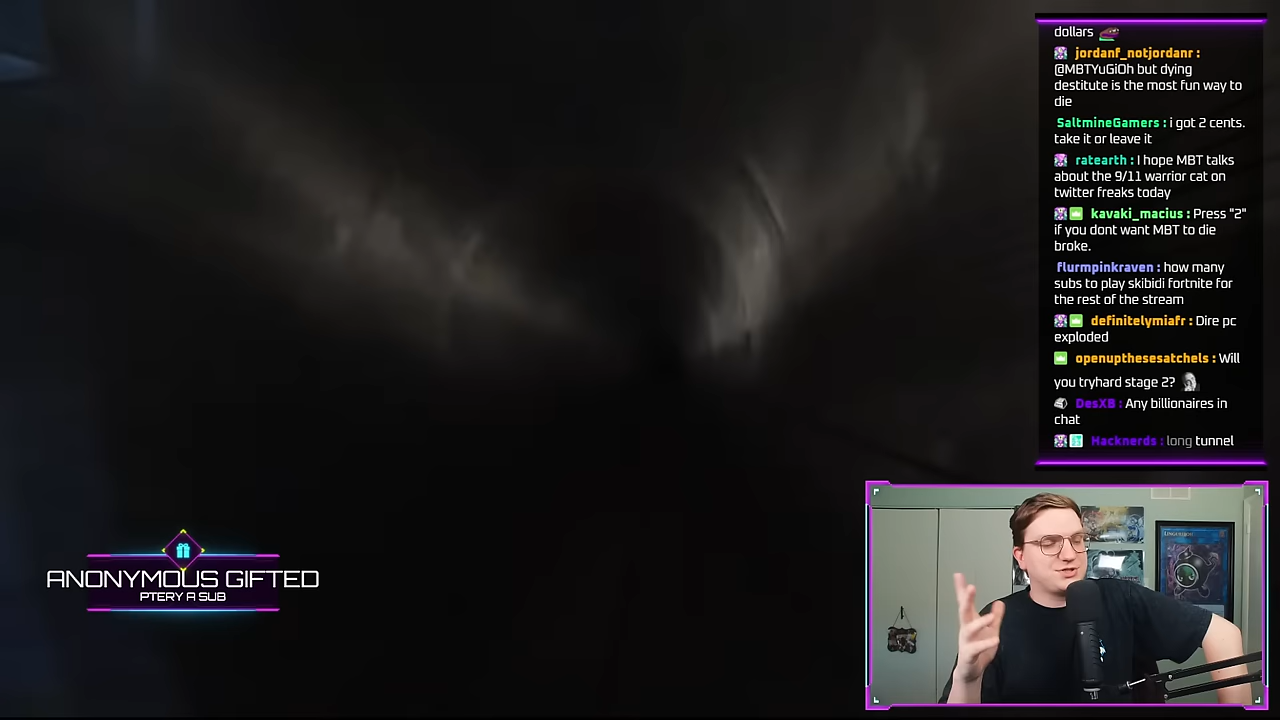 dollars
jordanf_notjordanr :
@MBTYuGiOh but dying
destitute is the most fun way to
die
SaltmineGamers : i got 2 cents.
take it or leave it
ratearth : I hope MBT talks
about the 9/11 warrior cat on
twitter freaks today
kavaki_macius : Press "2"
if you dont want MBT to die
broke.
flurmpinkraven : how many
subs to play skibidi fortnite for
the rest of the stream
definitelymiafr : Dire pc
exploded
openupthesesatchels : Will
you tryhard stage 2?
DesXB : Any billionaires in
chat
Hacknerds : long tunnel
ANONYMOUS GIFTED
PTERY A SUB